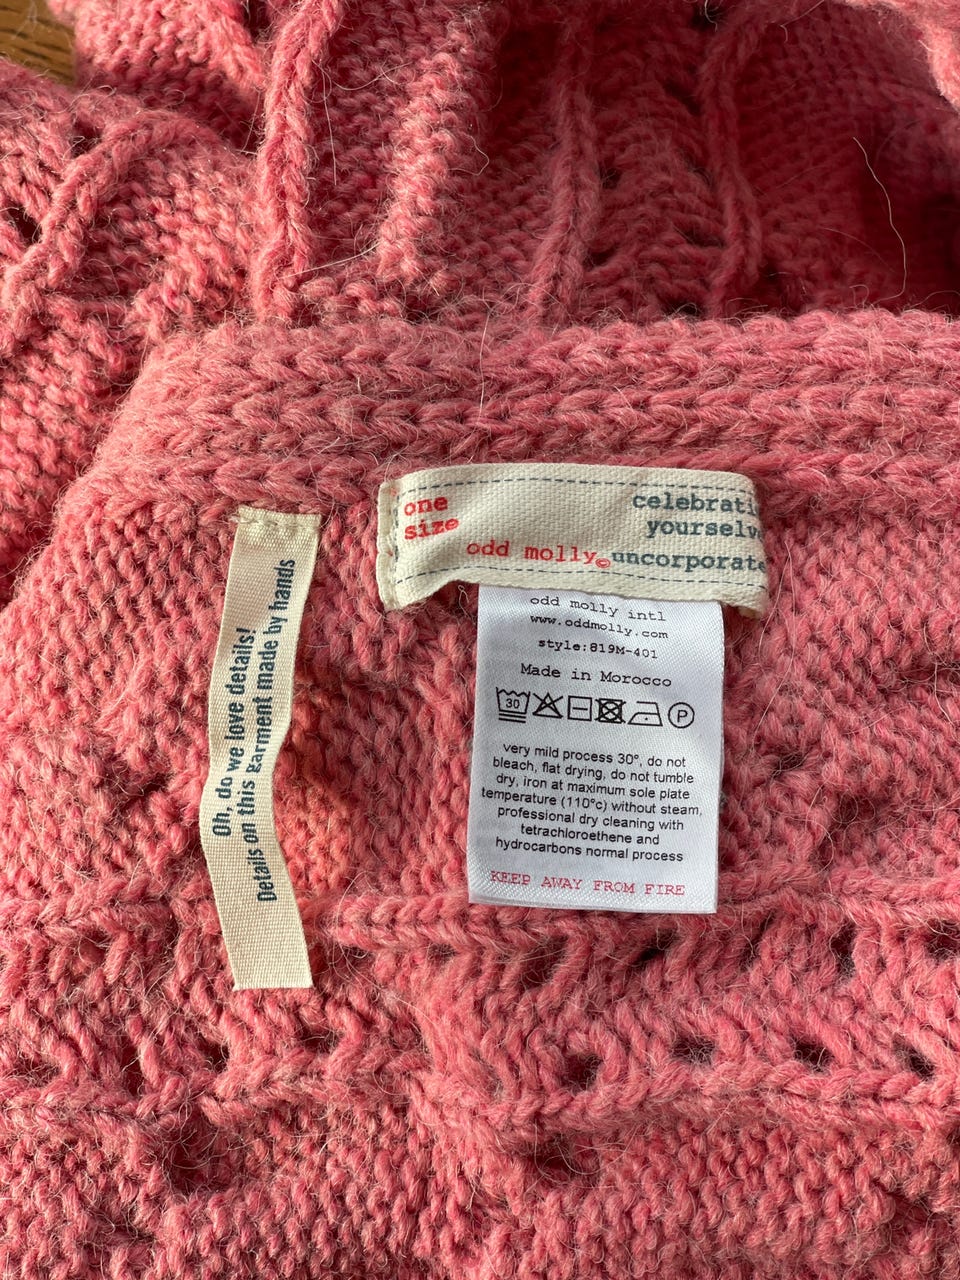 one
size
celebrati
yourselv
odd molly© uncorporate
odd molly intl
www.oddmolly.com
style:819M-401
Made in Morocco
30
P
very mild process 30°, do not
bleach, flat drying, do not tumble
dry, iron at maximum sole plate
temperature (110°c) without steam,
professional dry cleaning with
tetrachloroethene and
hydrocarbons normal process
KEEP AWAY FROM FIRE
Oh, do we love details!
Details on this garment made by hands